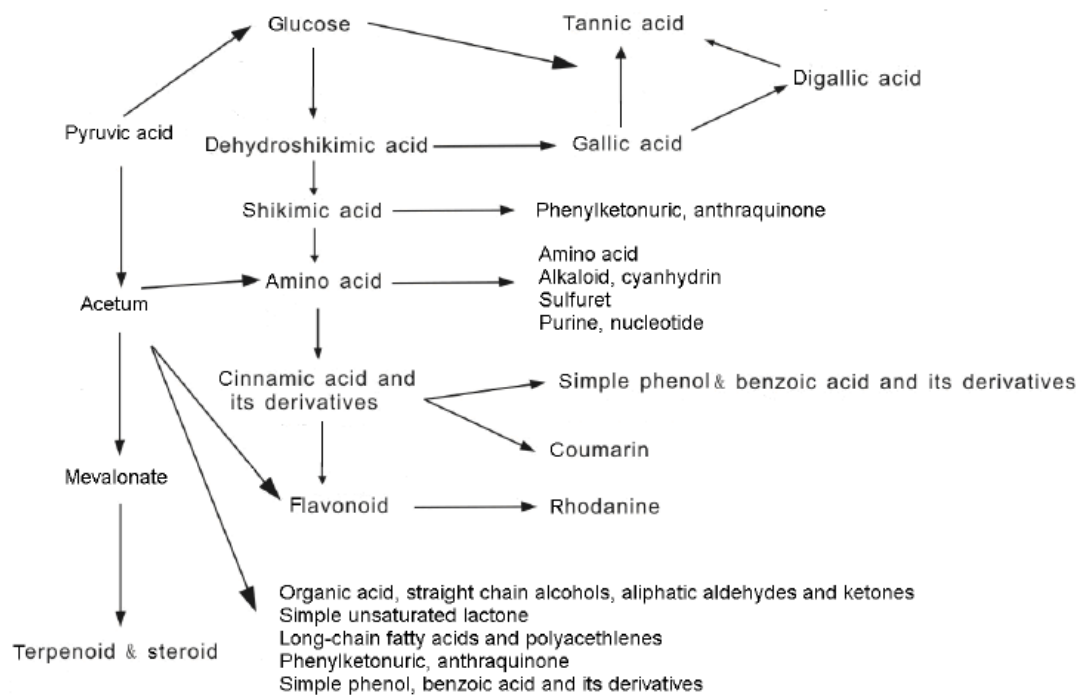 Glucose
Tannic acid
Digallic acid
Pyruvic acid
Dehydroshikimic acid
Gallic acid
Shikimic acid
Phenylketonuric, anthraquinone
Amino acid
Amino acid
Alkaloid, cyanhydrin
Sulfuret
Purine, nucleotide
Acetum
Cinnamic acid and
its derivatives
Simple phenol & benzoic acid and its derivatives
Coumarin
Mevalonate
Flavonoid
Rhodanine
Organic acid, straight chain alcohols, aliphatic aldehydes and ketones
Simple unsaturated lactone
Long-chain fatty acids and polyacethlenes
Phenylketonuric, anthraquinone
Simple phenol, benzoic acid and its derivatives
Terpenoid & steroid